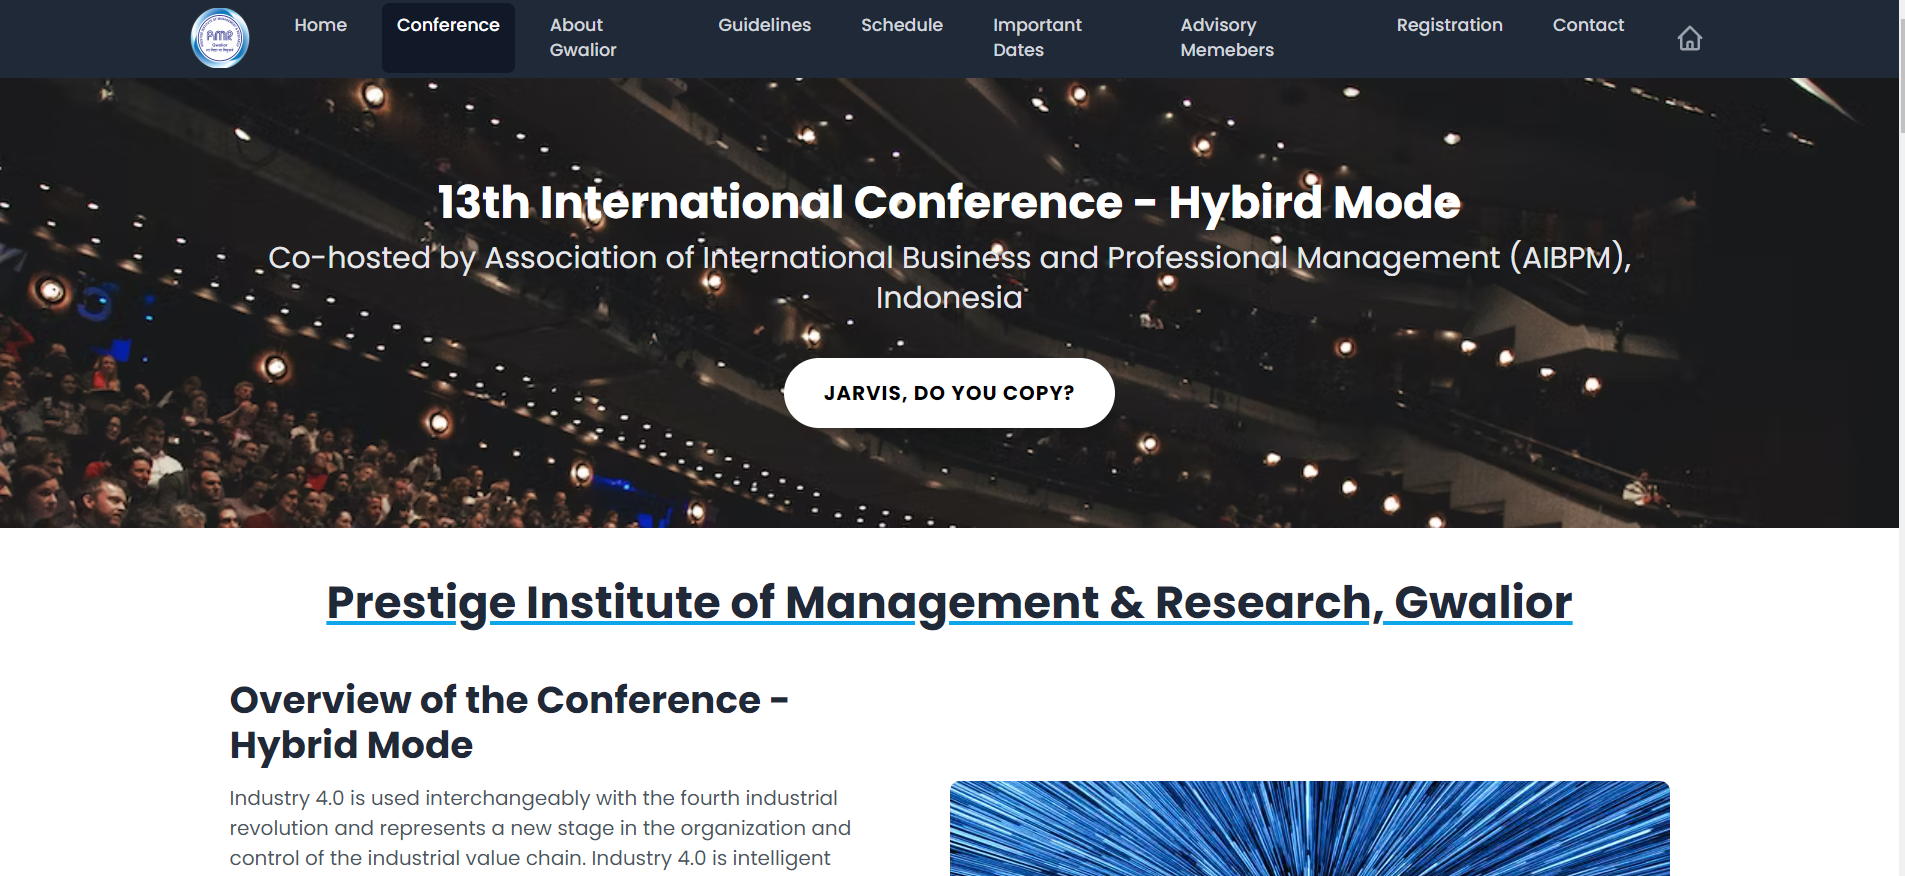 PIMR
Gwalior
Home
Conference
About
Gwalior
Guidelines
Schedule
Important
Dates
Advisory
Memebers
Registration
Contact
13th International Conference - Hybird Mode
Co-hosted by Association of International Business and Professional Management (AIBPM),
Indonesia
JARVIS, DO YOU COPY?
Prestige Institute of Management & Research, Gwalior
Overview of the Conference -
Hybrid Mode
Industry 4.0 is used interchangeably with the fourth industrial
revolution and represents a new stage in the organization and
control of the industrial value chain. Industry 4.0 is intelligent